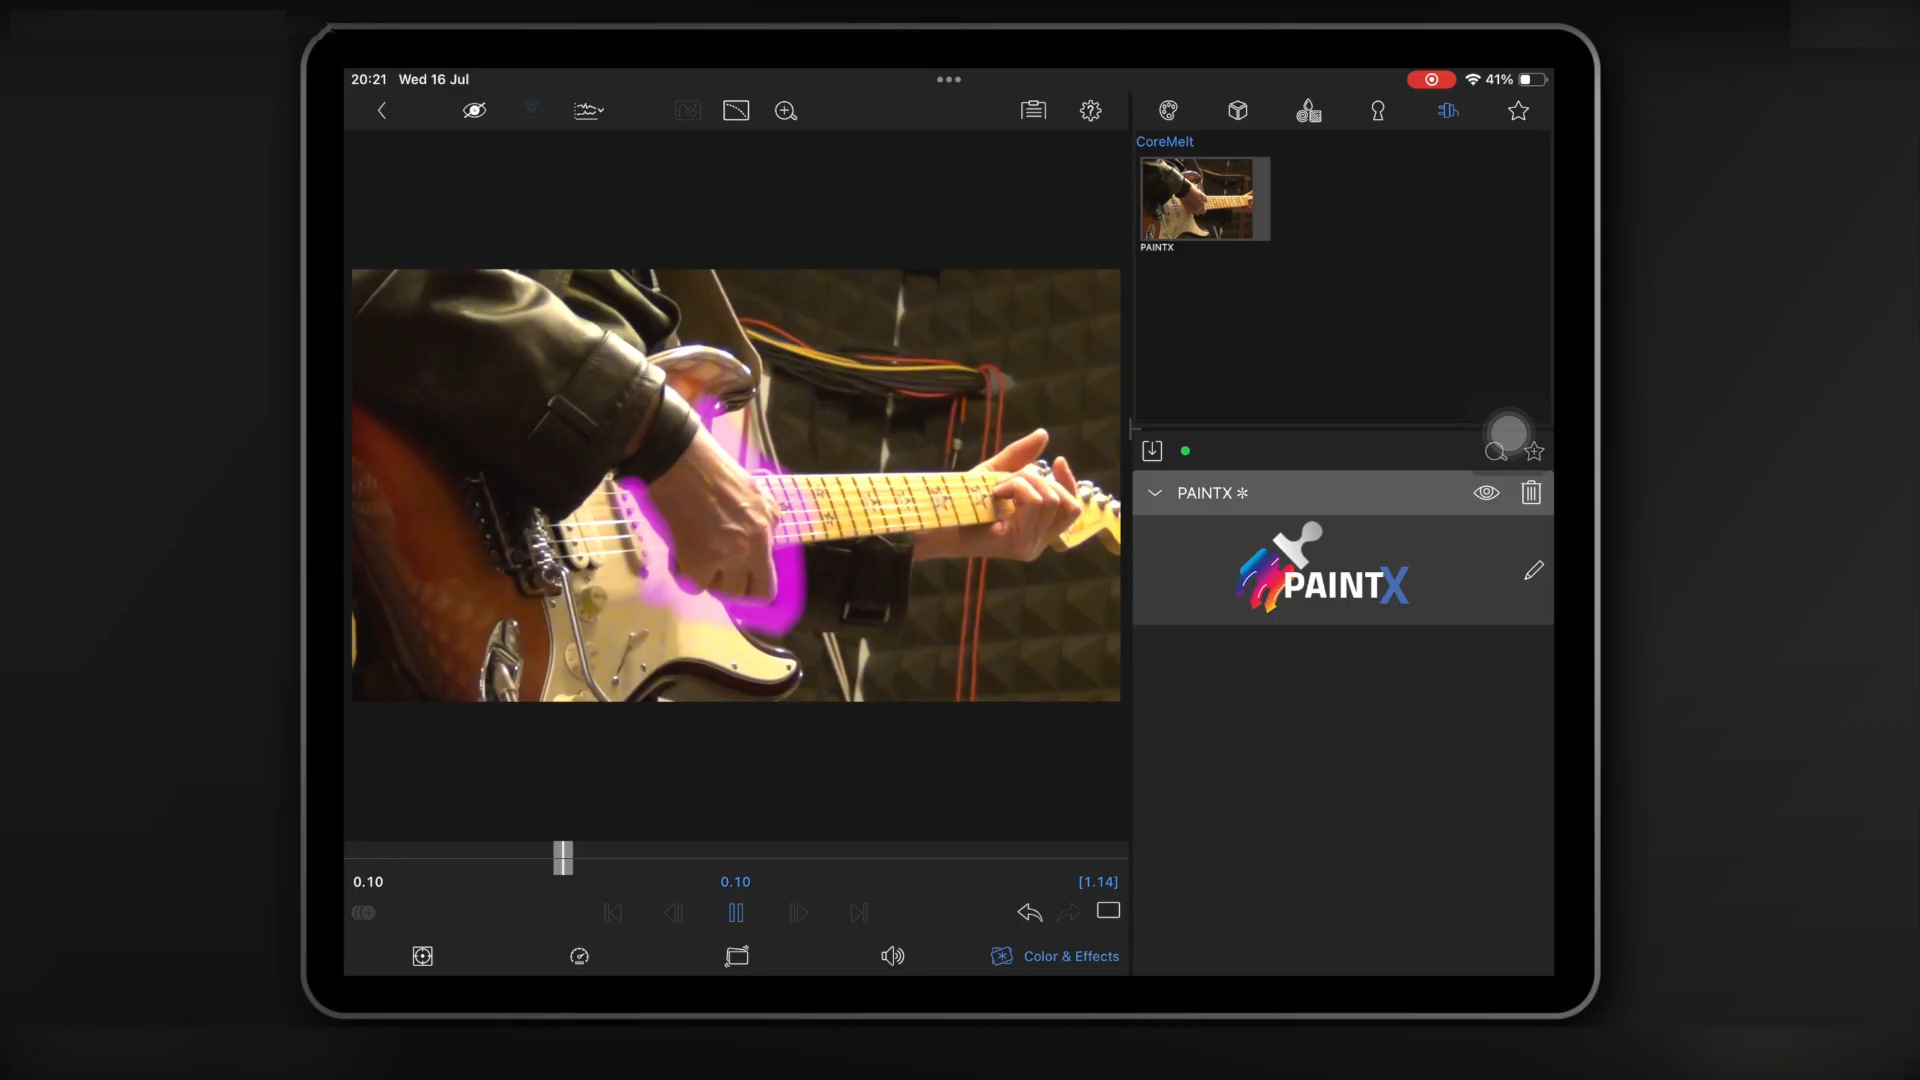 20:21 Wed 16 Jul
41%
CoreMelt
PAINTX
PAINTX ✻
PAINTX
0.10
0.10
[1.14]
Color & Effects